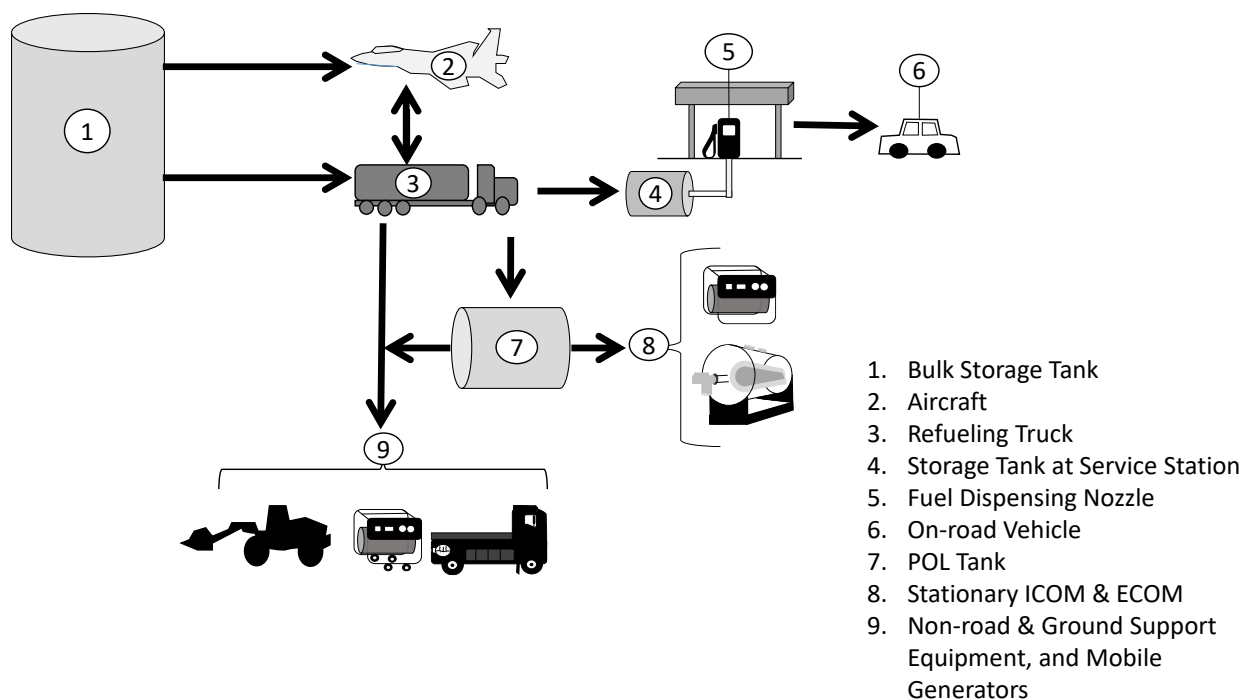 1
2
3
4
5
6
7
8
9
1. Bulk Storage Tank
2. Aircraft
3. Refueling Truck
4. Storage Tank at Service Station
5. Fuel Dispensing Nozzle
6. On-road Vehicle
7. POL Tank
8. Stationary ICOM & ECOM
9. Non-road & Ground Support
Equipment, and Mobile
Generators